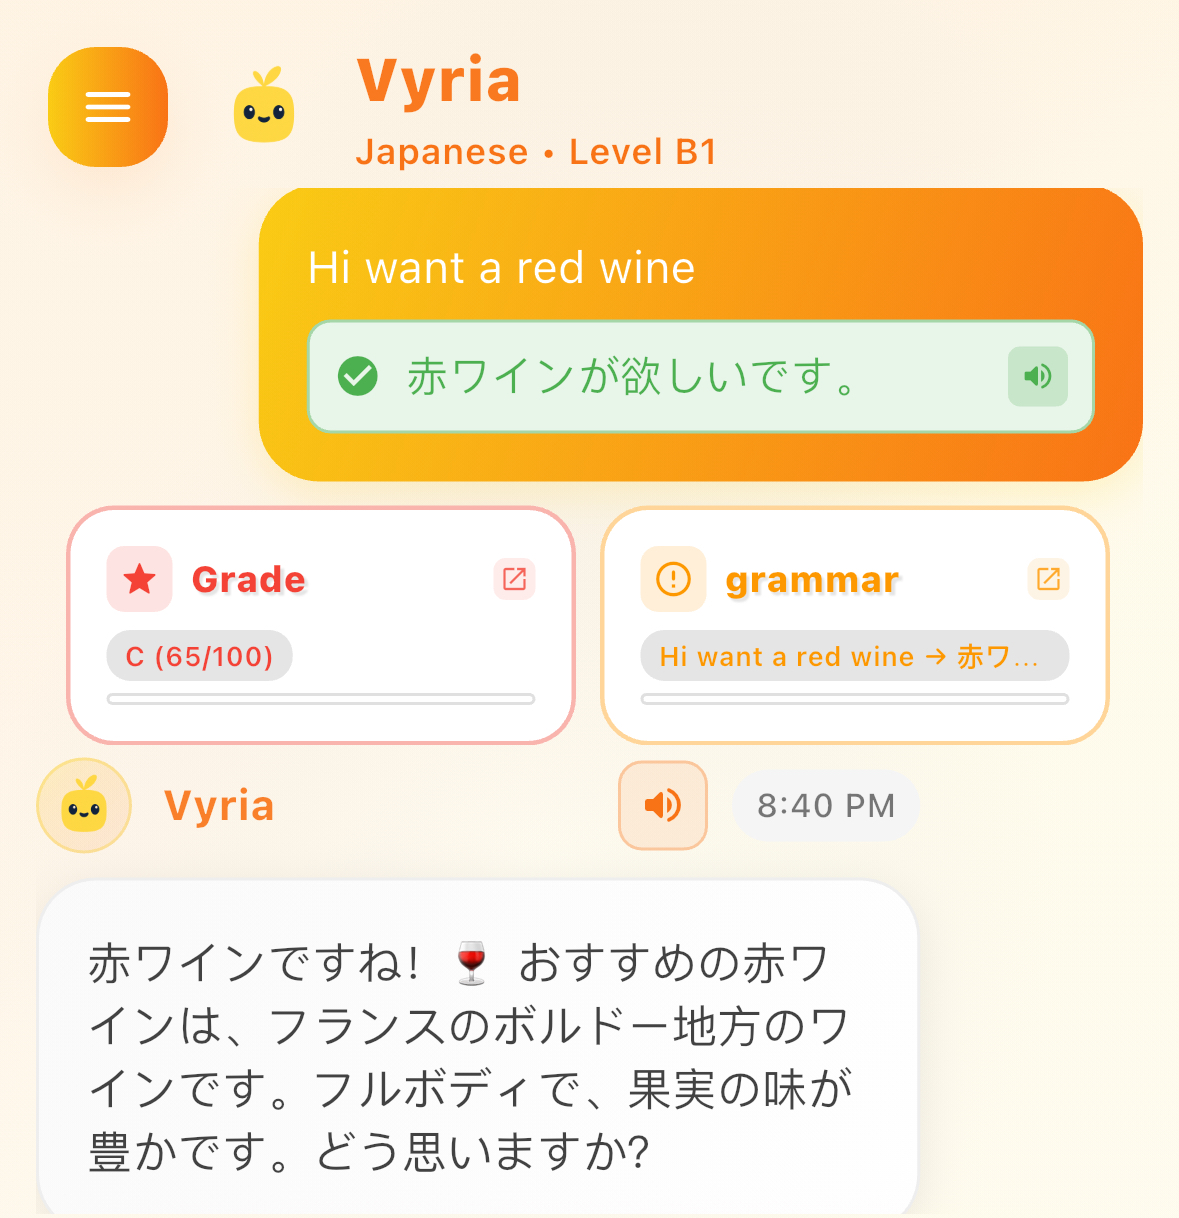 Vyria
Japanese • Level B1
Hi want a red wine
赤ワインが欲しいです。
Grade
C (65/100)
grammar
Hi want a red wine → 赤ワ...
Vyria
8:40 PM
赤ワインですね！🍷 おすすめの赤ワ
インは、フランスのボルドー地方のワ
インです。フルボディで、果実の味が
豊かです。どう思いますか？